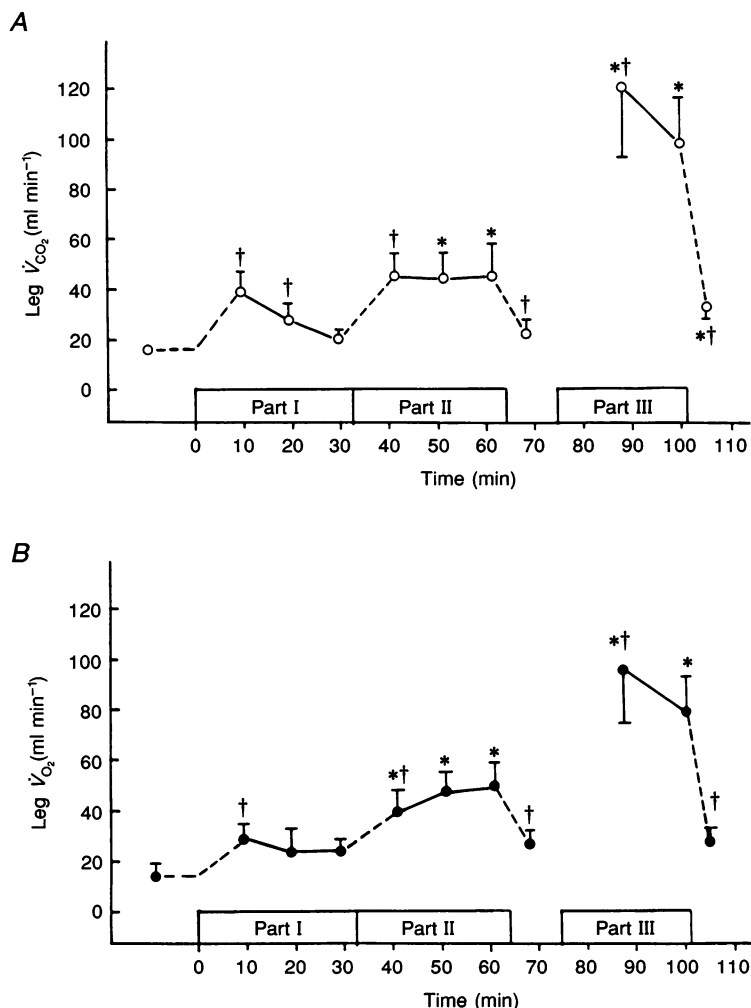 A
Leg V̇CO₂ (ml min⁻¹)
120
100
80
60
40
20
0
† † † * * † *† * *†
Part I Part II Part III
0 10 20 30 40 50 60 70 80 90 100 110
Time (min)
B
Leg V̇O₂ (ml min⁻¹)
120
100
80
60
40
20
0
† *† * * † *† * †
Part I Part II Part III
0 10 20 30 40 50 60 70 80 90 100 110
Time (min)